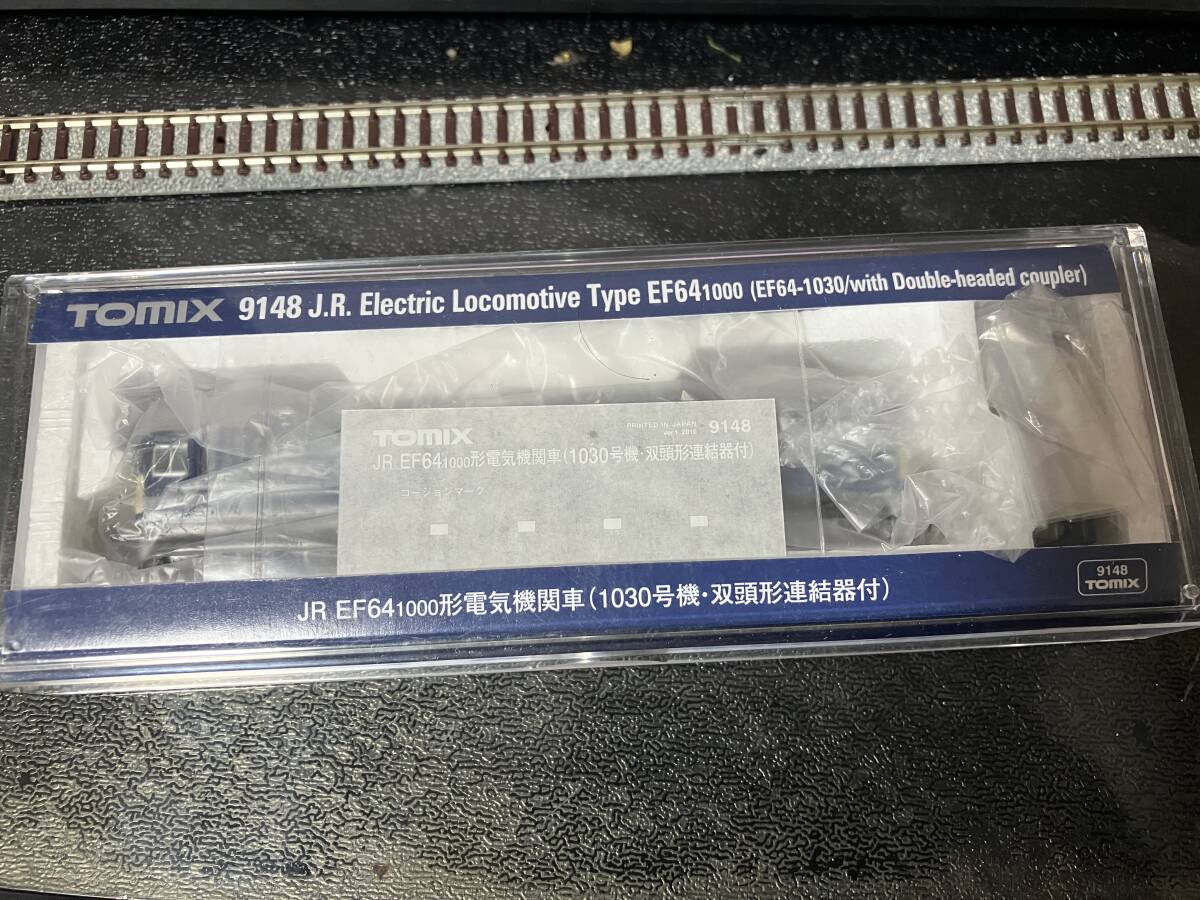 TOMIX 9148 J.R. Electric Locomotive Type EF641000 (EF64-1030/with Double-headed coupler)
TOMIX PRINTED IN JAPAN 9148
ver.1 2016
JR EF641000形電気機関車(1030号機・双頭形連結器付)
コーションマーク
JR EF641000形電気機関車(1030号機・双頭形連結器付)
9148
TOMIX